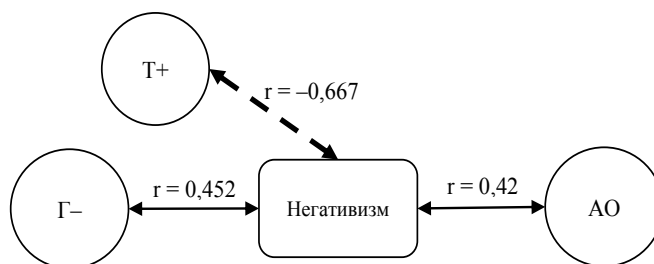 Т+
r = –0,667
r = 0,452
r = 0,42
Г–
Негативизм
АО